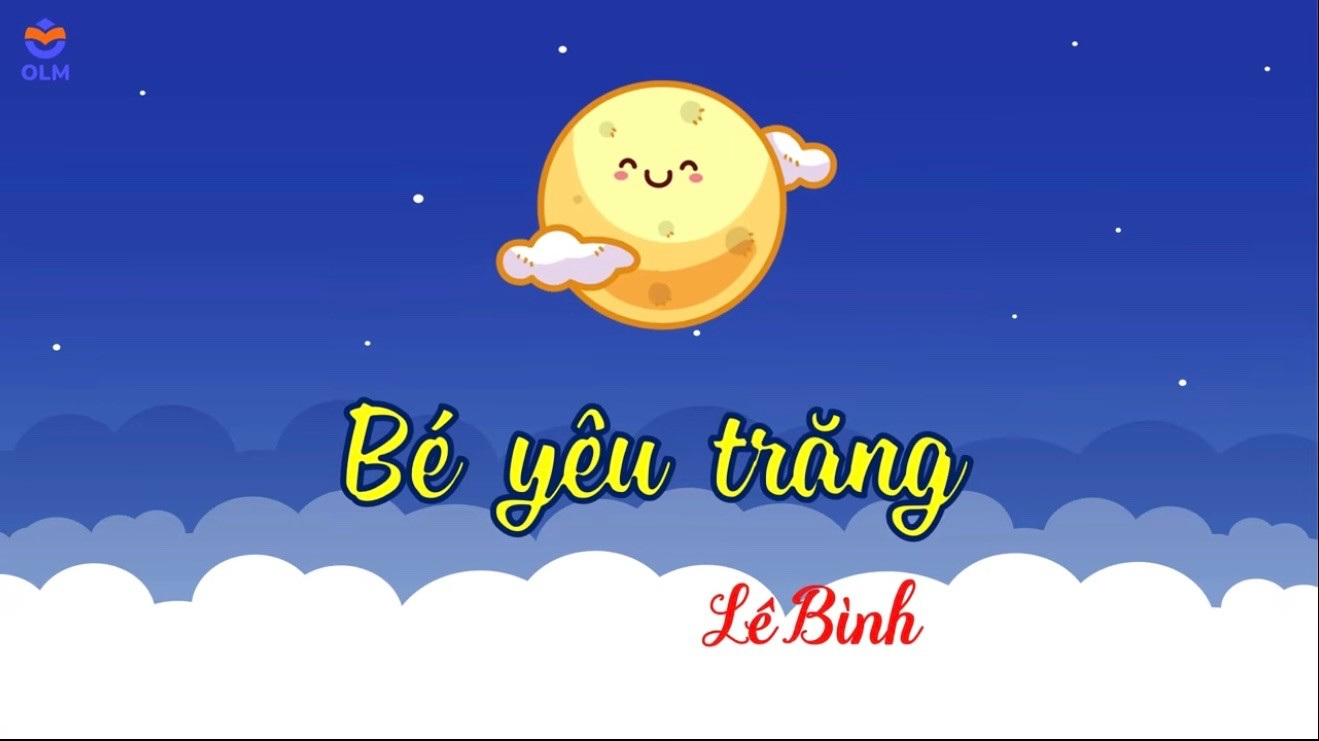 OLM
Bé yêu trăng
Lê Bình